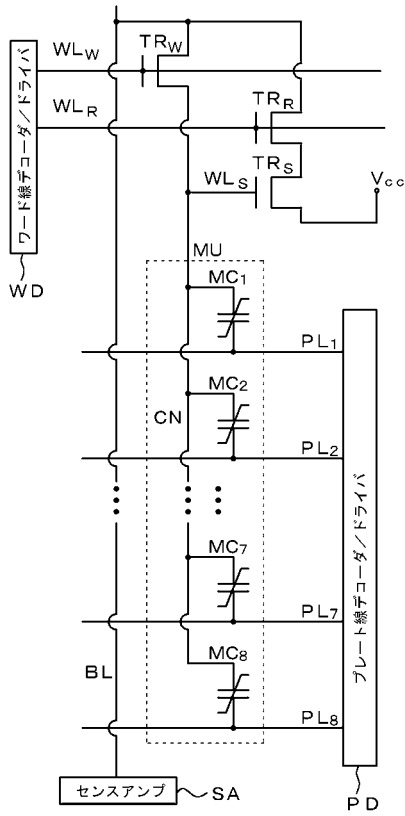 TRW
WLW
WLR
TRR
TRS
WLS
Vcc
ワード線デコーダ/ドライバ
WD
MU
MC1
PL1
MC2
CN
PL2
MC7
PL7
MC8
BL
PL8
プレート線デコーダ/ドライバ
センスアンプ
SA
PD